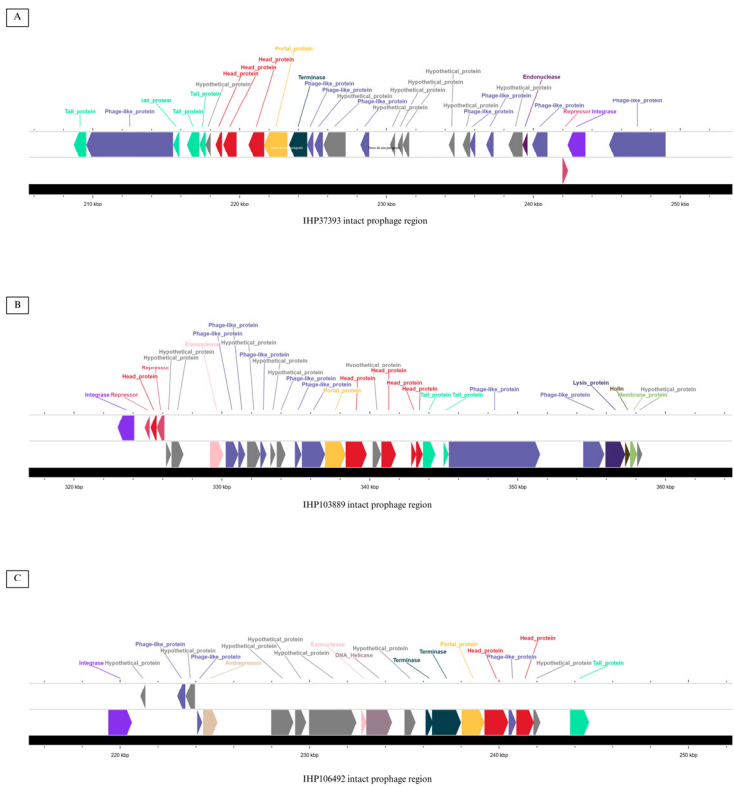 A
Portal_protein
Head_protein
Head_protein
Hypothetical_protein
Terminase
Endonuclease
Head_protein
Phage-like_protein
Phage-like_protein
Hypothetical_protein
Hypothetical_protein
Hypothetical_protein
Hypothetical_protein
Tail_protein
Phage-like_protein
Hypothetical_protein
Phage-like_protein
Tail_protein
Phage-like_protein
Hypothetical_protein
Phage-like_protein
Phage-like_protein
Tail_protein
Phage-like_protein
Hypothetical_protein
Phage-like_protein
Repressor
Integrase
210 kbp
220 kbp
230 kbp
240 kbp
250 kbp
IHP37393 intact prophage region
B
Phage-like_protein
Phage-like_protein
Exonuclease
Hypothetical_protein
Hypothetical_protein
Phage-like_protein
Hypothetical_protein
Repressor
Hypothetical_protein
Hypothetical_protein
Head_protein
Hypothetical_protein
Phage-like_protein
Head_protein
Head_protein
Phage-like_protein
Head_protein
Lysis_protein
Integrase
Repressor
Portal_protein
Head_protein
Phage-like_protein
Holin
Hypothetical_protein
Tail_protein
Tail_protein
Phage-like_protein
Membrane_protein
320 kbp
330 kbp
340 kbp
350 kbp
360 kbp
IHP103889 intact prophage region
C
Head_protein
Hypothetical_protein
Phage-like_protein
Hypothetical_protein
Exonuclease
Hypothetical_protein
Portal_protein
Hypothetical_protein
Hypothetical_protein
DNA_Helicase
Terminase
Head_protein
Integrase
Hypothetical_protein
Phage-like_protein
Antirepressor
Terminase
Phage-like_protein
Hypothetical_protein
Tail_protein
220 kbp
230 kbp
240 kbp
250 kbp
IHP106492 intact prophage region